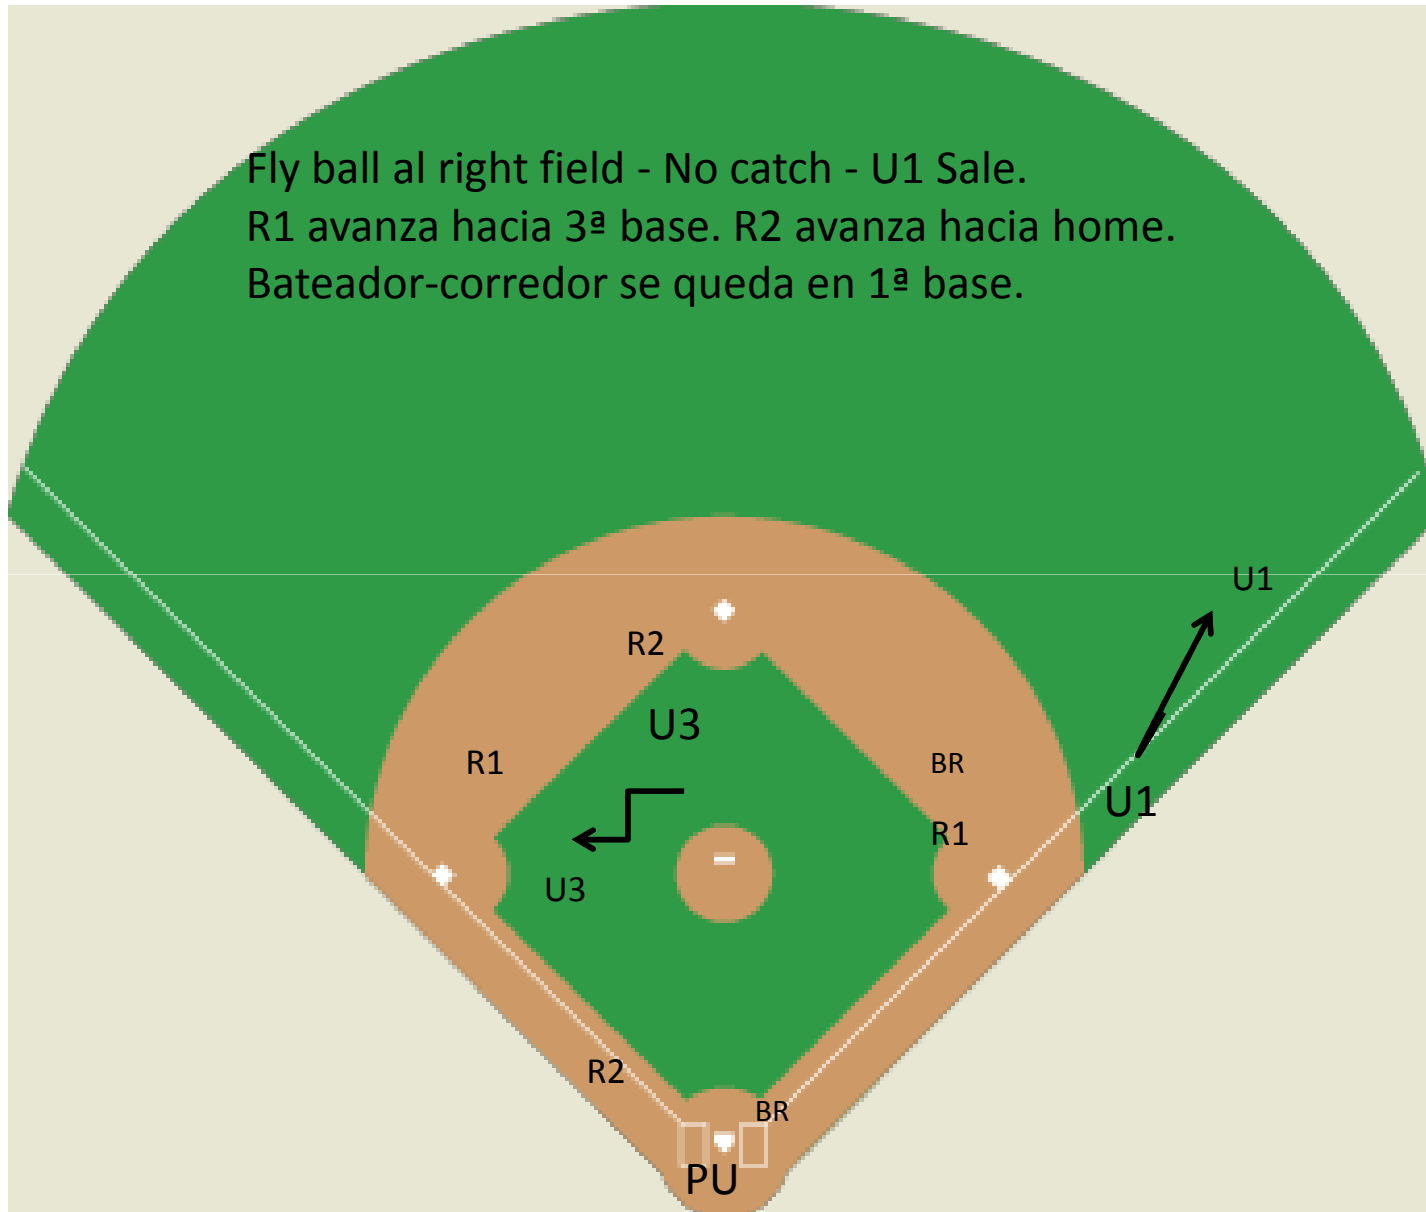 Fly ball al right field - No catch - U1 Sale.
R1 avanza hacia 3ª base. R2 avanza hacia home.
Bateador-corredor se queda en 1ª base.
U1
R2
U3
R1
BR
U1
R1
U3
R2
BR
PU